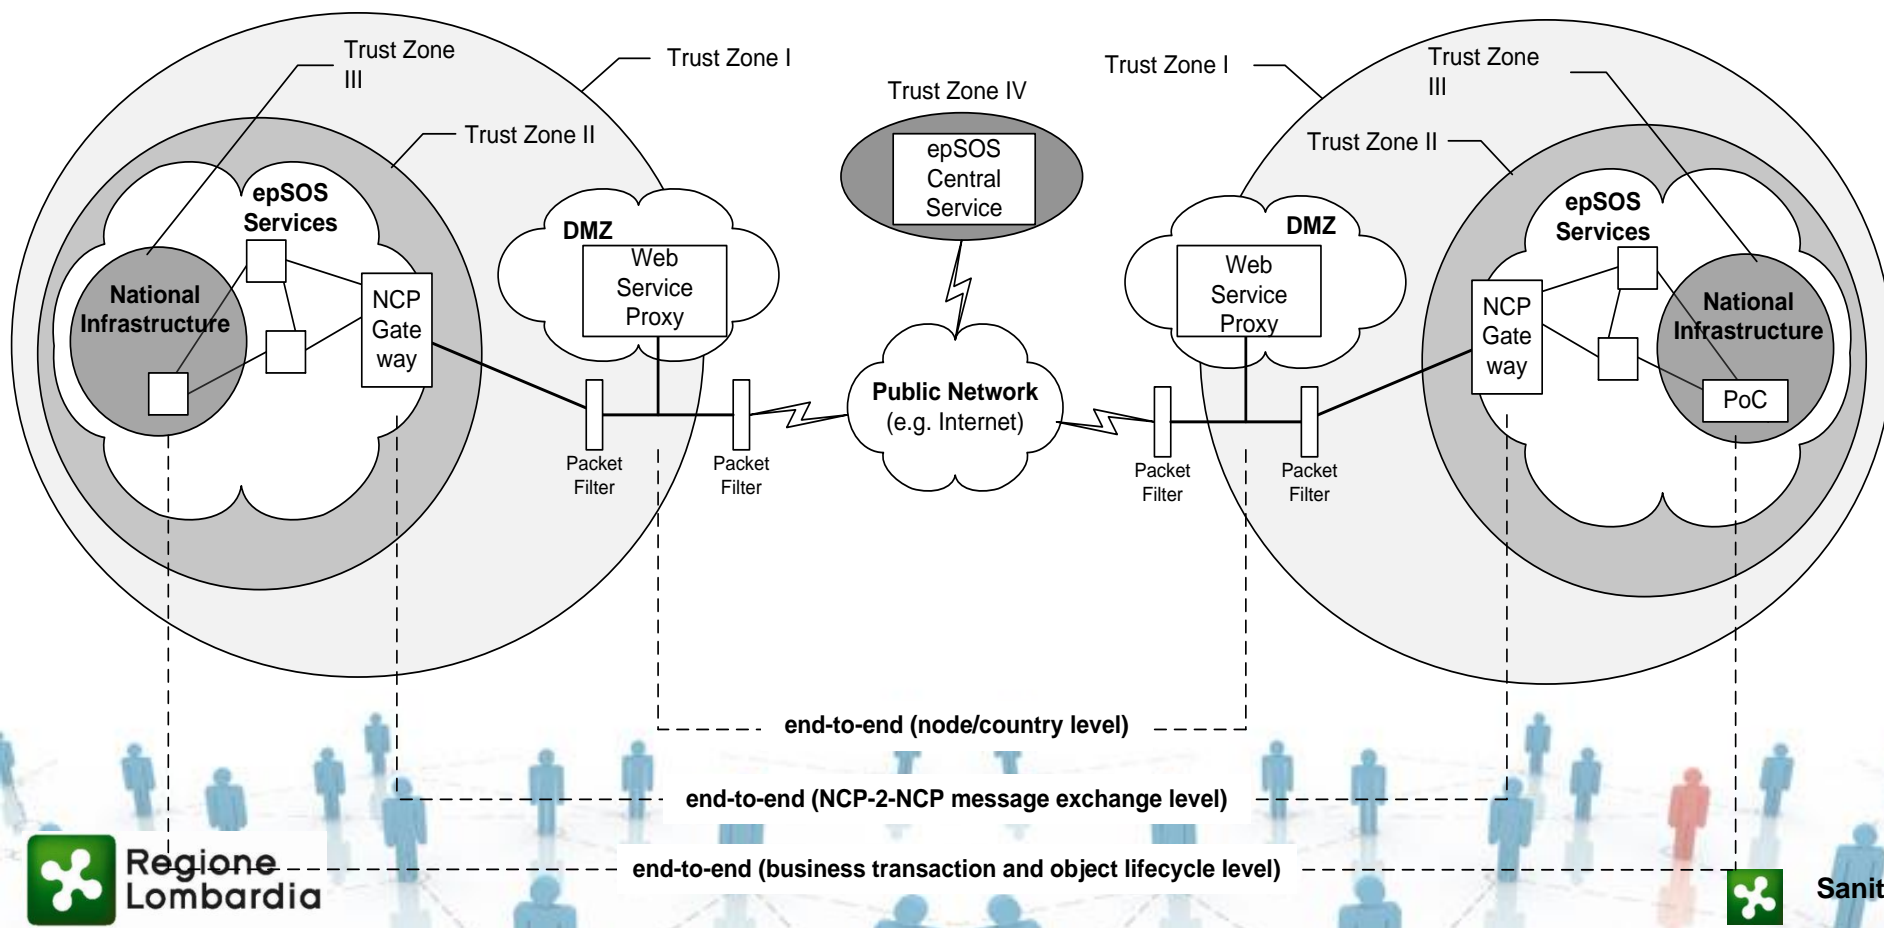 Trust Zone
III
Trust Zone I
Trust Zone II
Trust Zone IV
Trust Zone I
Trust Zone
III
Trust Zone II
epSOS
Central
Service
epSOS
Services
DMZ
Web
Service
Proxy
National
Infrastructure
NCP
Gate
way
Packet
Filter
Packet
Filter
Public Network
(e.g. Internet)
DMZ
Web
Service
Proxy
Packet
Filter
Packet
Filter
epSOS
Services
NCP
Gate
way
National
Infrastructure
PoC
end-to-end (node/country level)
end-to-end (NCP-2-NCP message exchange level)
end-to-end (business transaction and object lifecycle level)
Regione
Lombardia
Sanit